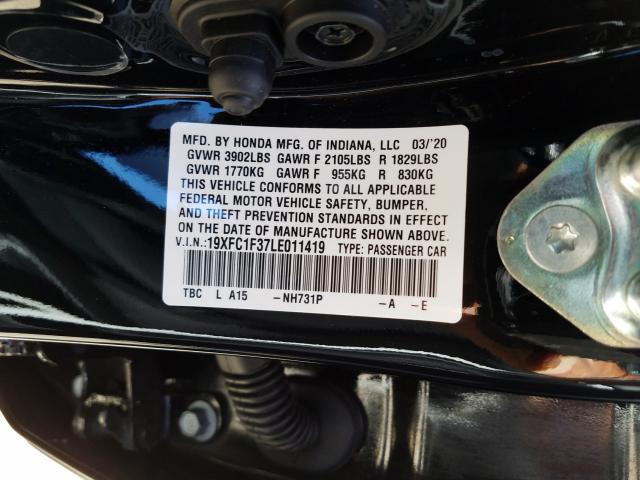 MFD. BY HONDA MFG. OF INDIANA, LLC 03/'20
GVWR 3902LBS GAWR F 2105LBS R 1829LBS
GVWR 1770KG GAWR F 955KG R 830KG
THIS VEHICLE CONFORMS TO ALL APPLICABLE
FEDERAL MOTOR VEHICLE SAFETY, BUMPER,
AND THEFT PREVENTION STANDARDS IN EFFECT
ON THE DATE OF MANUFACTURE SHOWN ABOVE.
V.I.N.:19XFC1F37LE011419 TYPE: PASSENGER CAR
TBC L A15 -NH731P -A -E